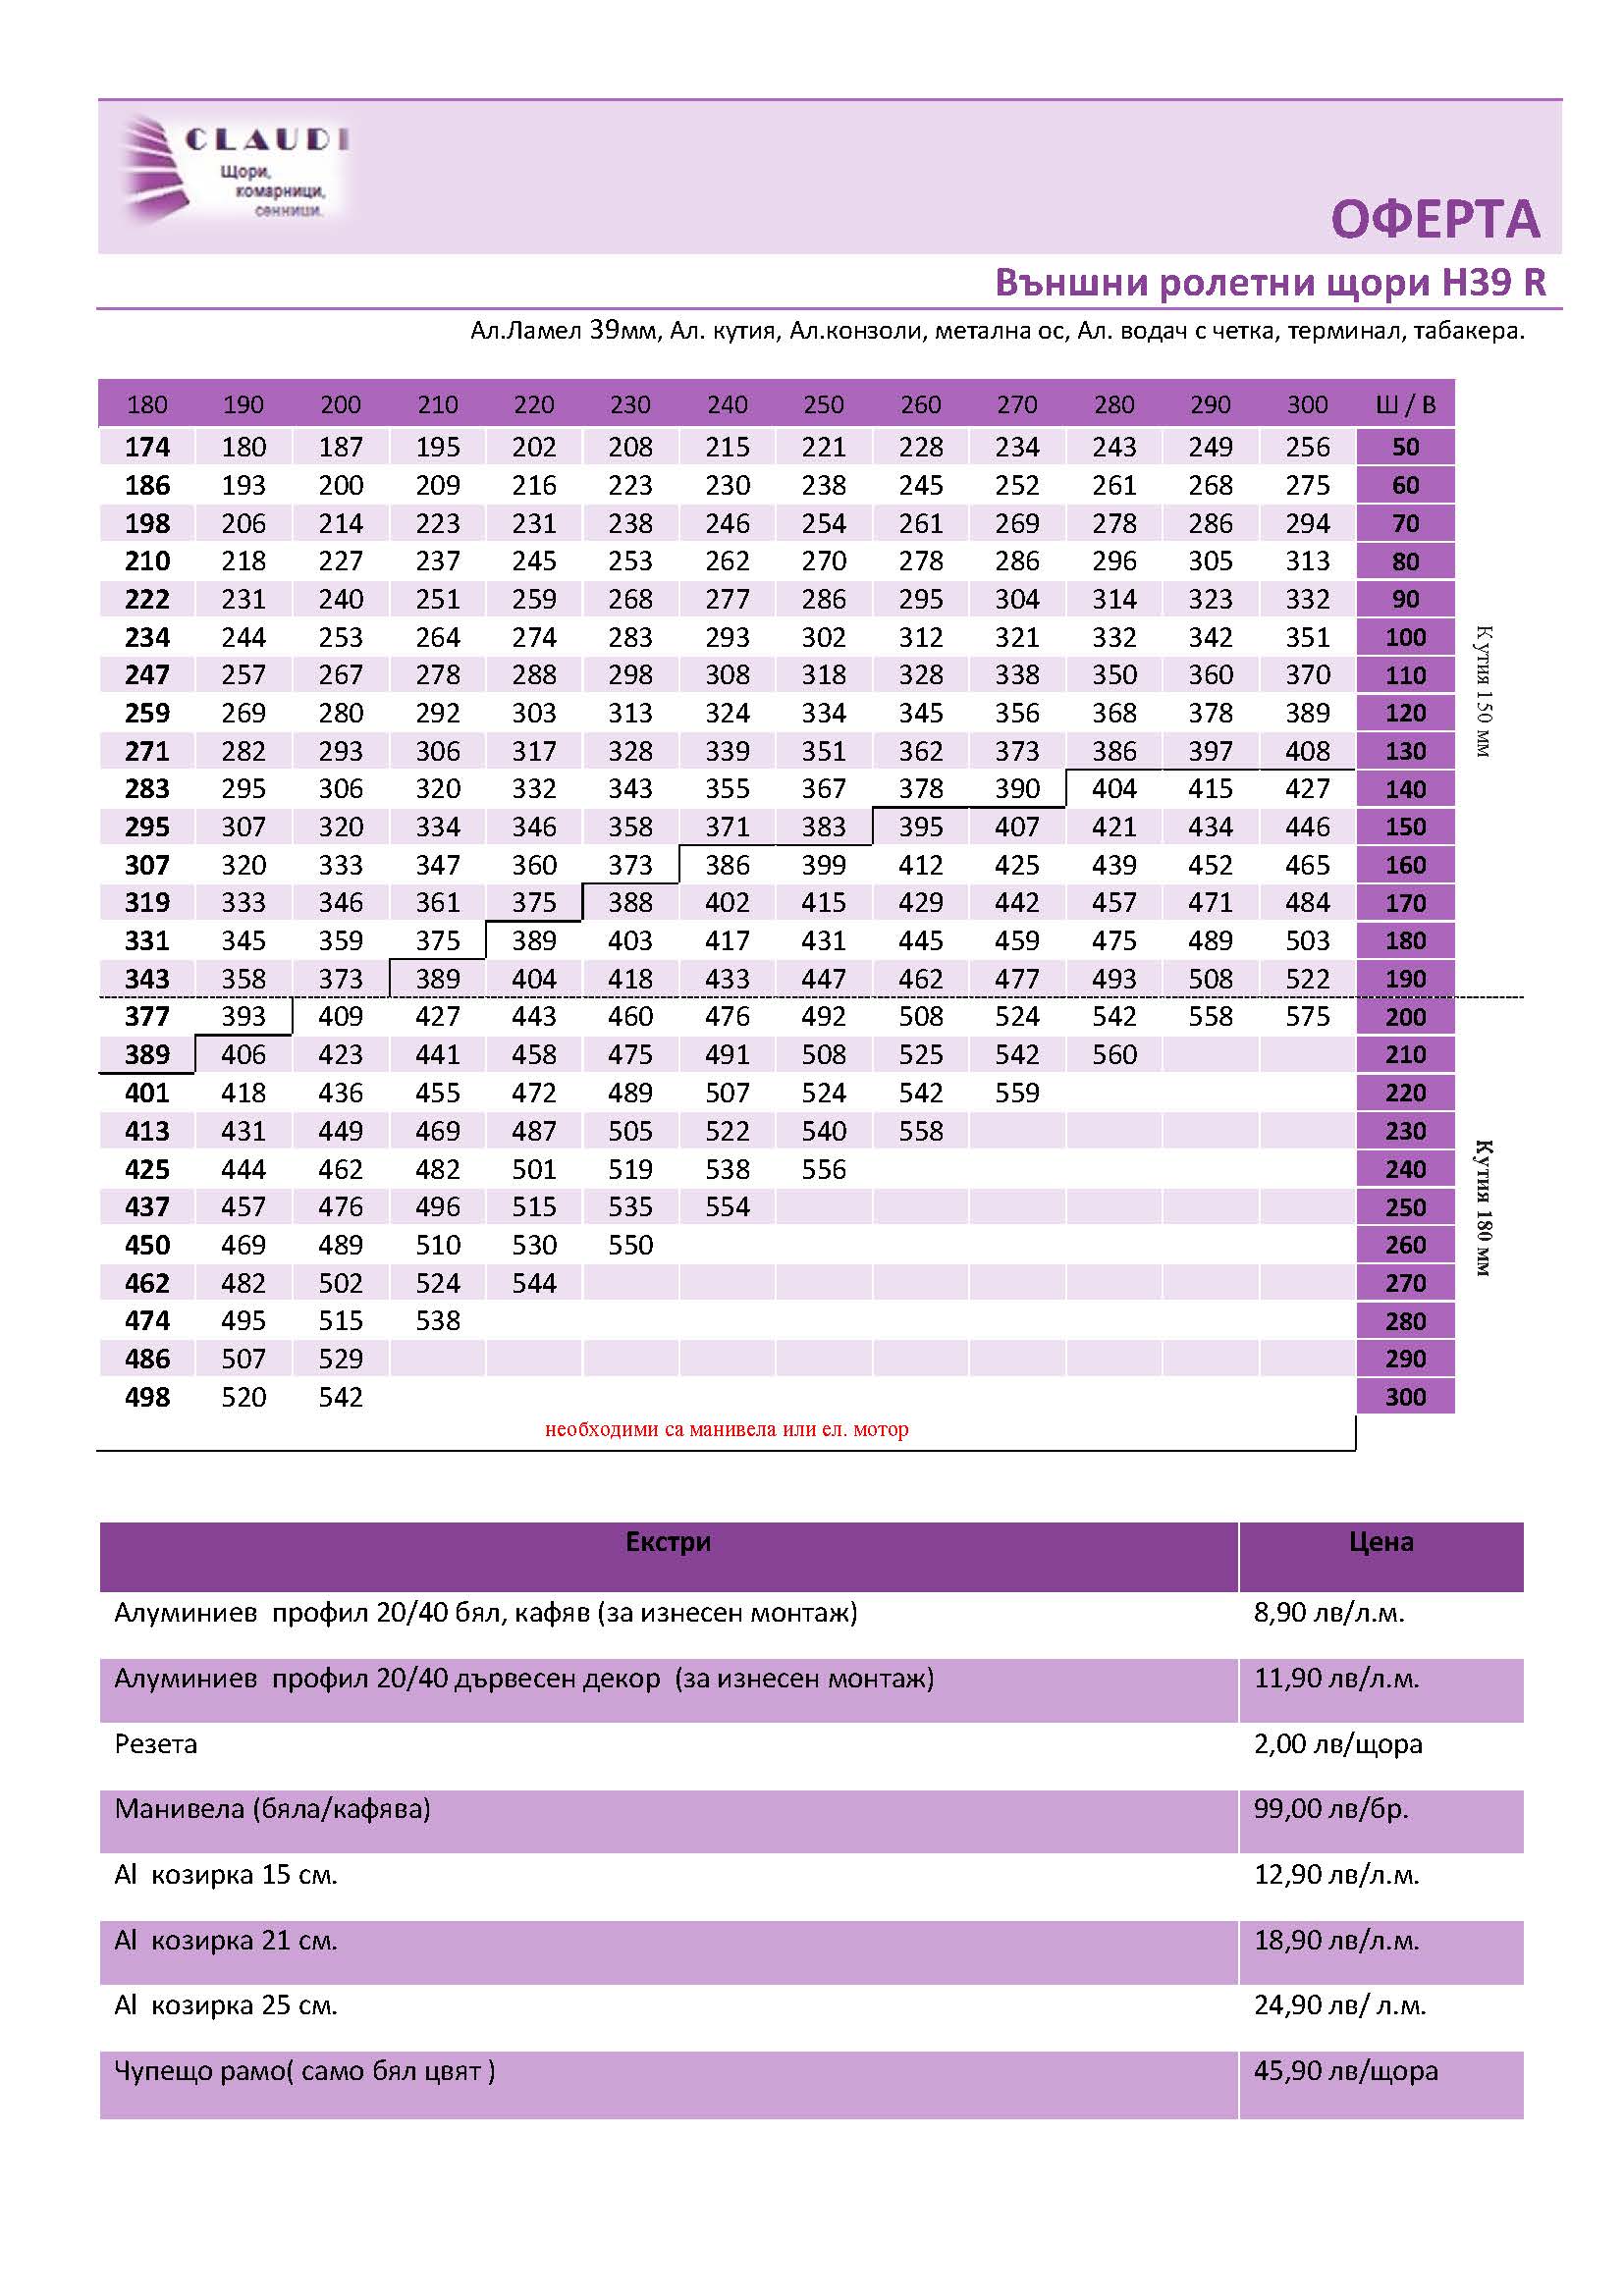 CLAUDI
Щори,
комарници,
сенници.
ОФЕРТА
Външни ролетни щори H39 R
Ал.Ламел 39мм, Ал. кутия, Ал.конзоли, метална ос, Ал. водач с четка, терминал, табакера.
180 190 200 210 220 230 240 250 260 270 280 290 300 Ш / В
174 180 187 195 202 208 215 221 228 234 243 249 256 50
186 193 200 209 216 223 230 238 245 252 261 268 275 60
198 206 214 223 231 238 246 254 261 269 278 286 294 70
210 218 227 237 245 253 262 270 278 286 296 305 313 80
222 231 240 251 259 268 277 286 295 304 314 323 332 90
234 244 253 264 274 283 293 302 312 321 332 342 351 100
247 257 267 278 288 298 308 318 328 338 350 360 370 110
259 269 280 292 303 313 324 334 345 356 368 378 389 120
271 282 293 306 317 328 339 351 362 373 386 397 408 130
283 295 306 320 332 343 355 367 378 390 404 415 427 140
295 307 320 334 346 358 371 383 395 407 421 434 446 150
307 320 333 347 360 373 386 399 412 425 439 452 465 160
319 333 346 361 375 388 402 415 429 442 457 471 484 170
331 345 359 375 389 403 417 431 445 459 475 489 503 180
343 358 373 389 404 418 433 447 462 477 493 508 522 190
Кутия 150 мм
377 393 409 427 443 460 476 492 508 524 542 558 575 200
389 406 423 441 458 475 491 508 525 542 560 210
401 418 436 455 472 489 507 524 542 559 220
413 431 449 469 487 505 522 540 558 230
425 444 462 482 501 519 538 556 240
437 457 476 496 515 535 554 250
450 469 489 510 530 550 260
462 482 502 524 544 270
474 495 515 538 280
486 507 529 290
498 520 542 300
Кутия 180 мм
необходими са манивела или ел. мотор
Екстри Цена
Алуминиев профил 20/40 бял, кафяв (за изнесен монтаж) 8,90 лв/л.м.
Алуминиев профил 20/40 дървесен декор (за изнесен монтаж) 11,90 лв/л.м.
Резета 2,00 лв/щора
Манивела (бяла/кафява) 99,00 лв/бр.
Al козирка 15 см. 12,90 лв/л.м.
Al козирка 21 см. 18,90 лв/л.м.
Al козирка 25 см. 24,90 лв/ л.м.
Чупещо рамо( само бял цвят ) 45,90 лв/щора